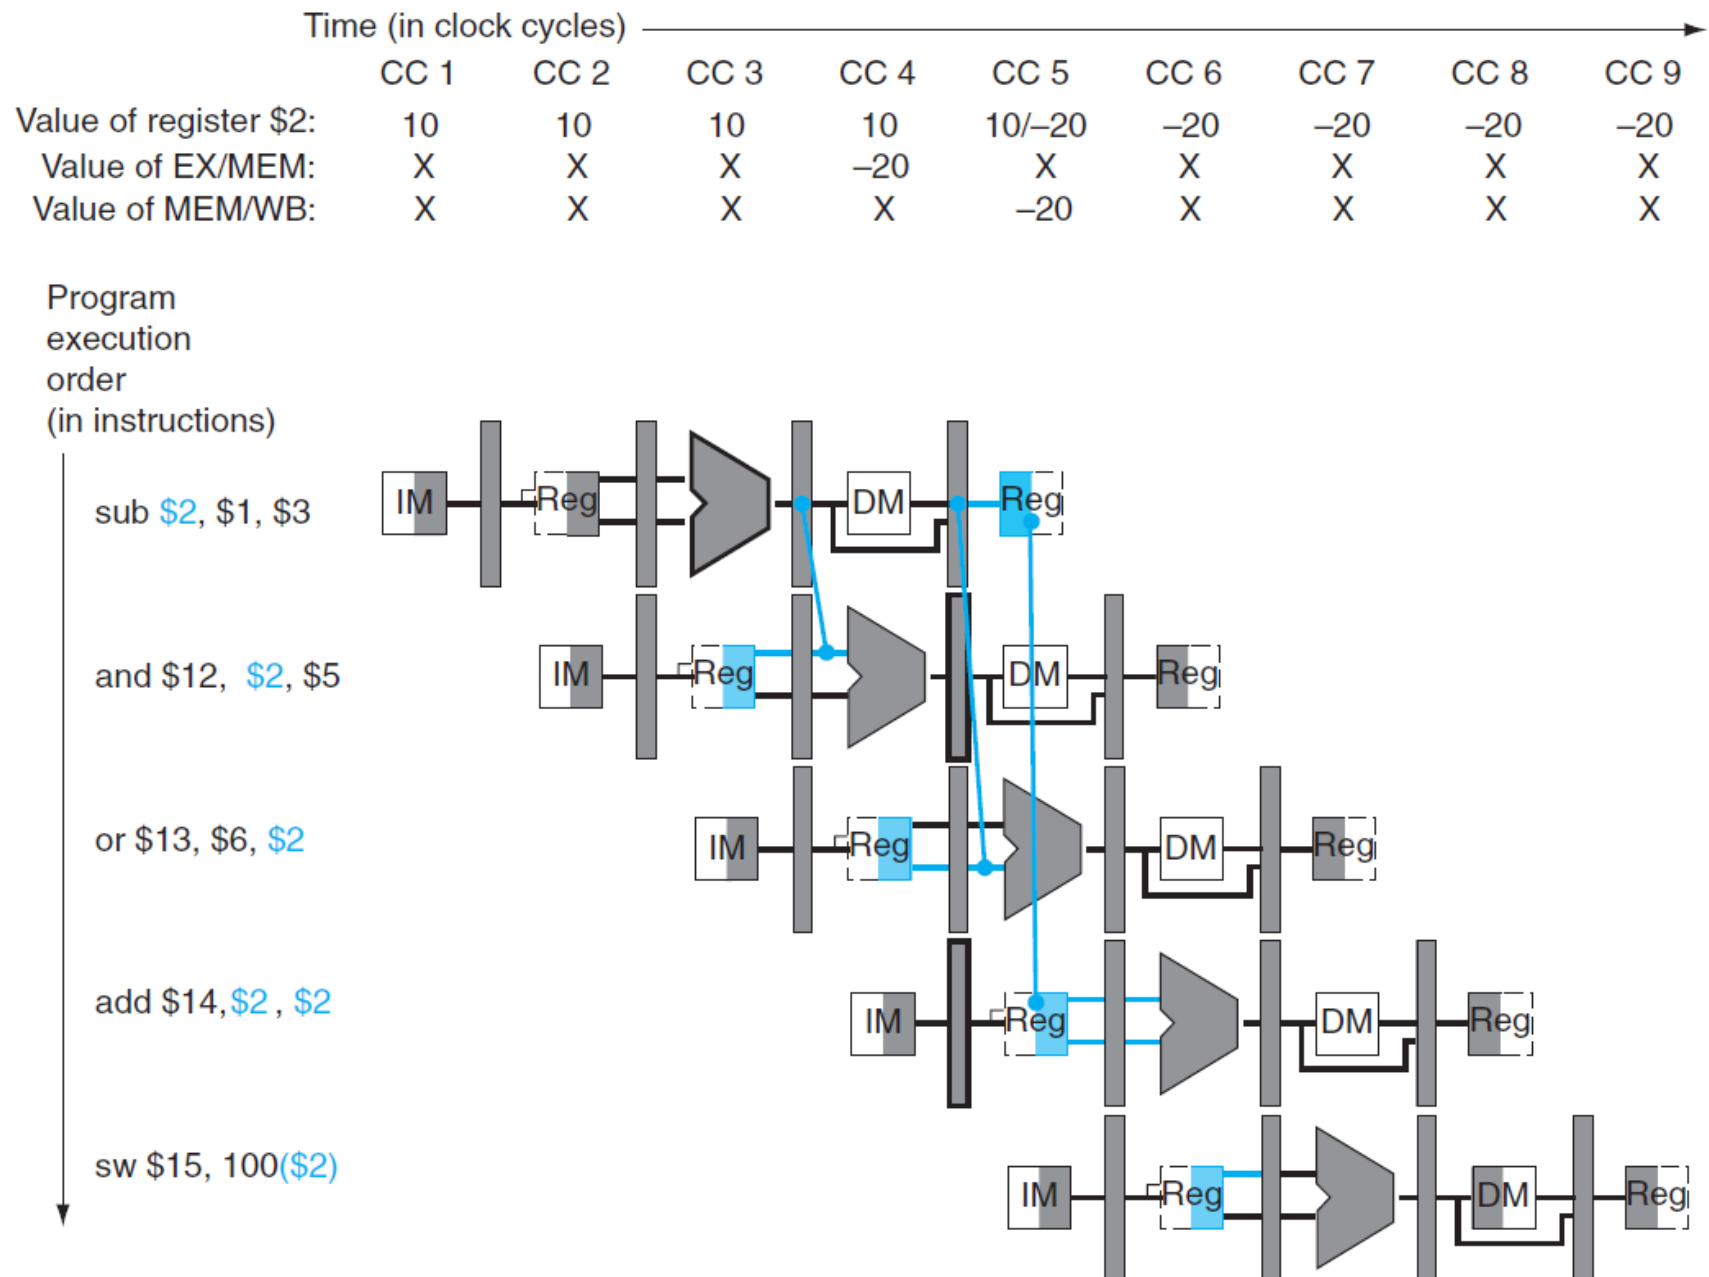 Time (in clock cycles)
CC 1 CC 2 CC 3 CC 4 CC 5 CC 6 CC 7 CC 8 CC 9
Value of register $2: 10 10 10 10 10/–20 –20 –20 –20 –20
Value of EX/MEM: X X X –20 X X X X X
Value of MEM/WB: X X X X –20 X X X X
Program
execution
order
(in instructions)
sub $2, $1, $3 IM Reg DM Reg
and $12, $2, $5 IM Reg DM Reg
or $13, $6, $2 IM Reg DM Reg
add $14,$2 , $2 IM Reg DM Reg
sw $15, 100($2) IM Reg DM Reg